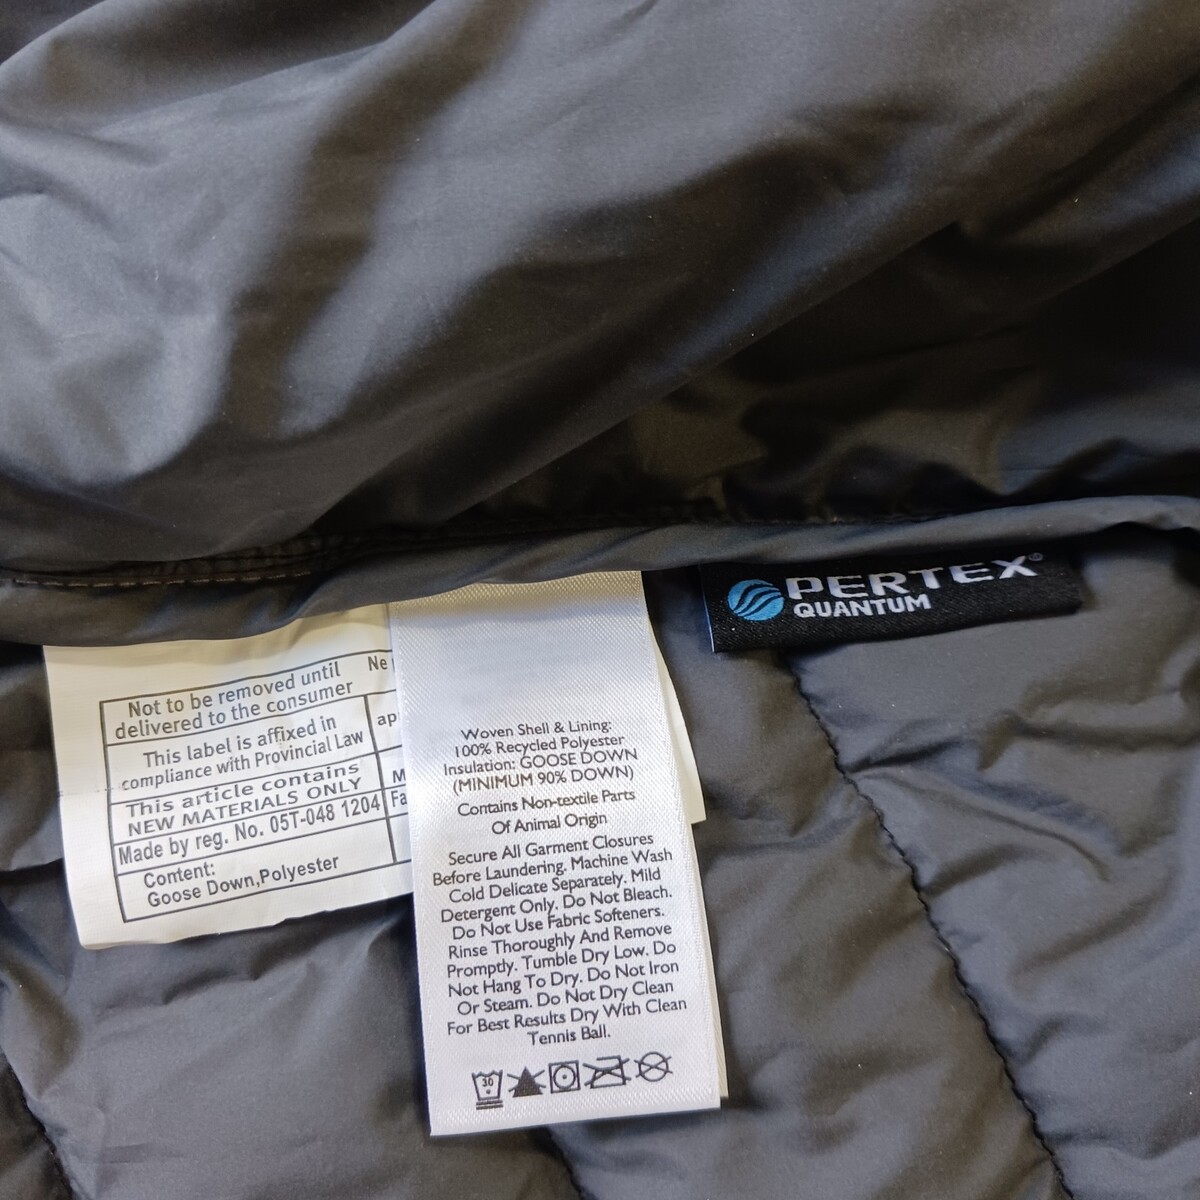 PERTEX®
QUANTUM
Not to be removed until
delivered to the consumer
Ne
This label is affixed in
compliance with Provincial Law
This article contains
NEW MATERIALS ONLY
Made by reg. No. 05T-048 1204
Content:
Goose Down,Polyester
Woven Shell & Lining:
100% Recycled Polyester
Insulation: GOOSE DOWN
(MINIMUM 90% DOWN)
Contains Non-textile Parts
Of Animal Origin
Secure All Garment Closures
Before Laundering. Machine Wash
Cold Delicate Separately. Mild
Detergent Only. Do Not Bleach.
Do Not Use Fabric Softeners.
Rinse Thoroughly And Remove
Promptly. Tumble Dry Low. Do
Not Hang To Dry. Do Not Iron
Or Steam. Do Not Dry Clean
For Best Results Dry With Clean
Tennis Ball.
30